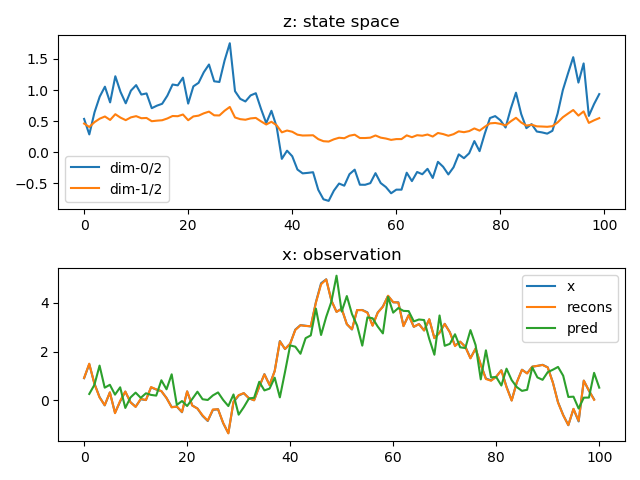 z: state space
1.5
1.0
0.5
0.0
−0.5
dim-0/2
dim-1/2
0 20 40 60 80 100
x: observation
4
2
0
x
recons
pred
0 20 40 60 80 100